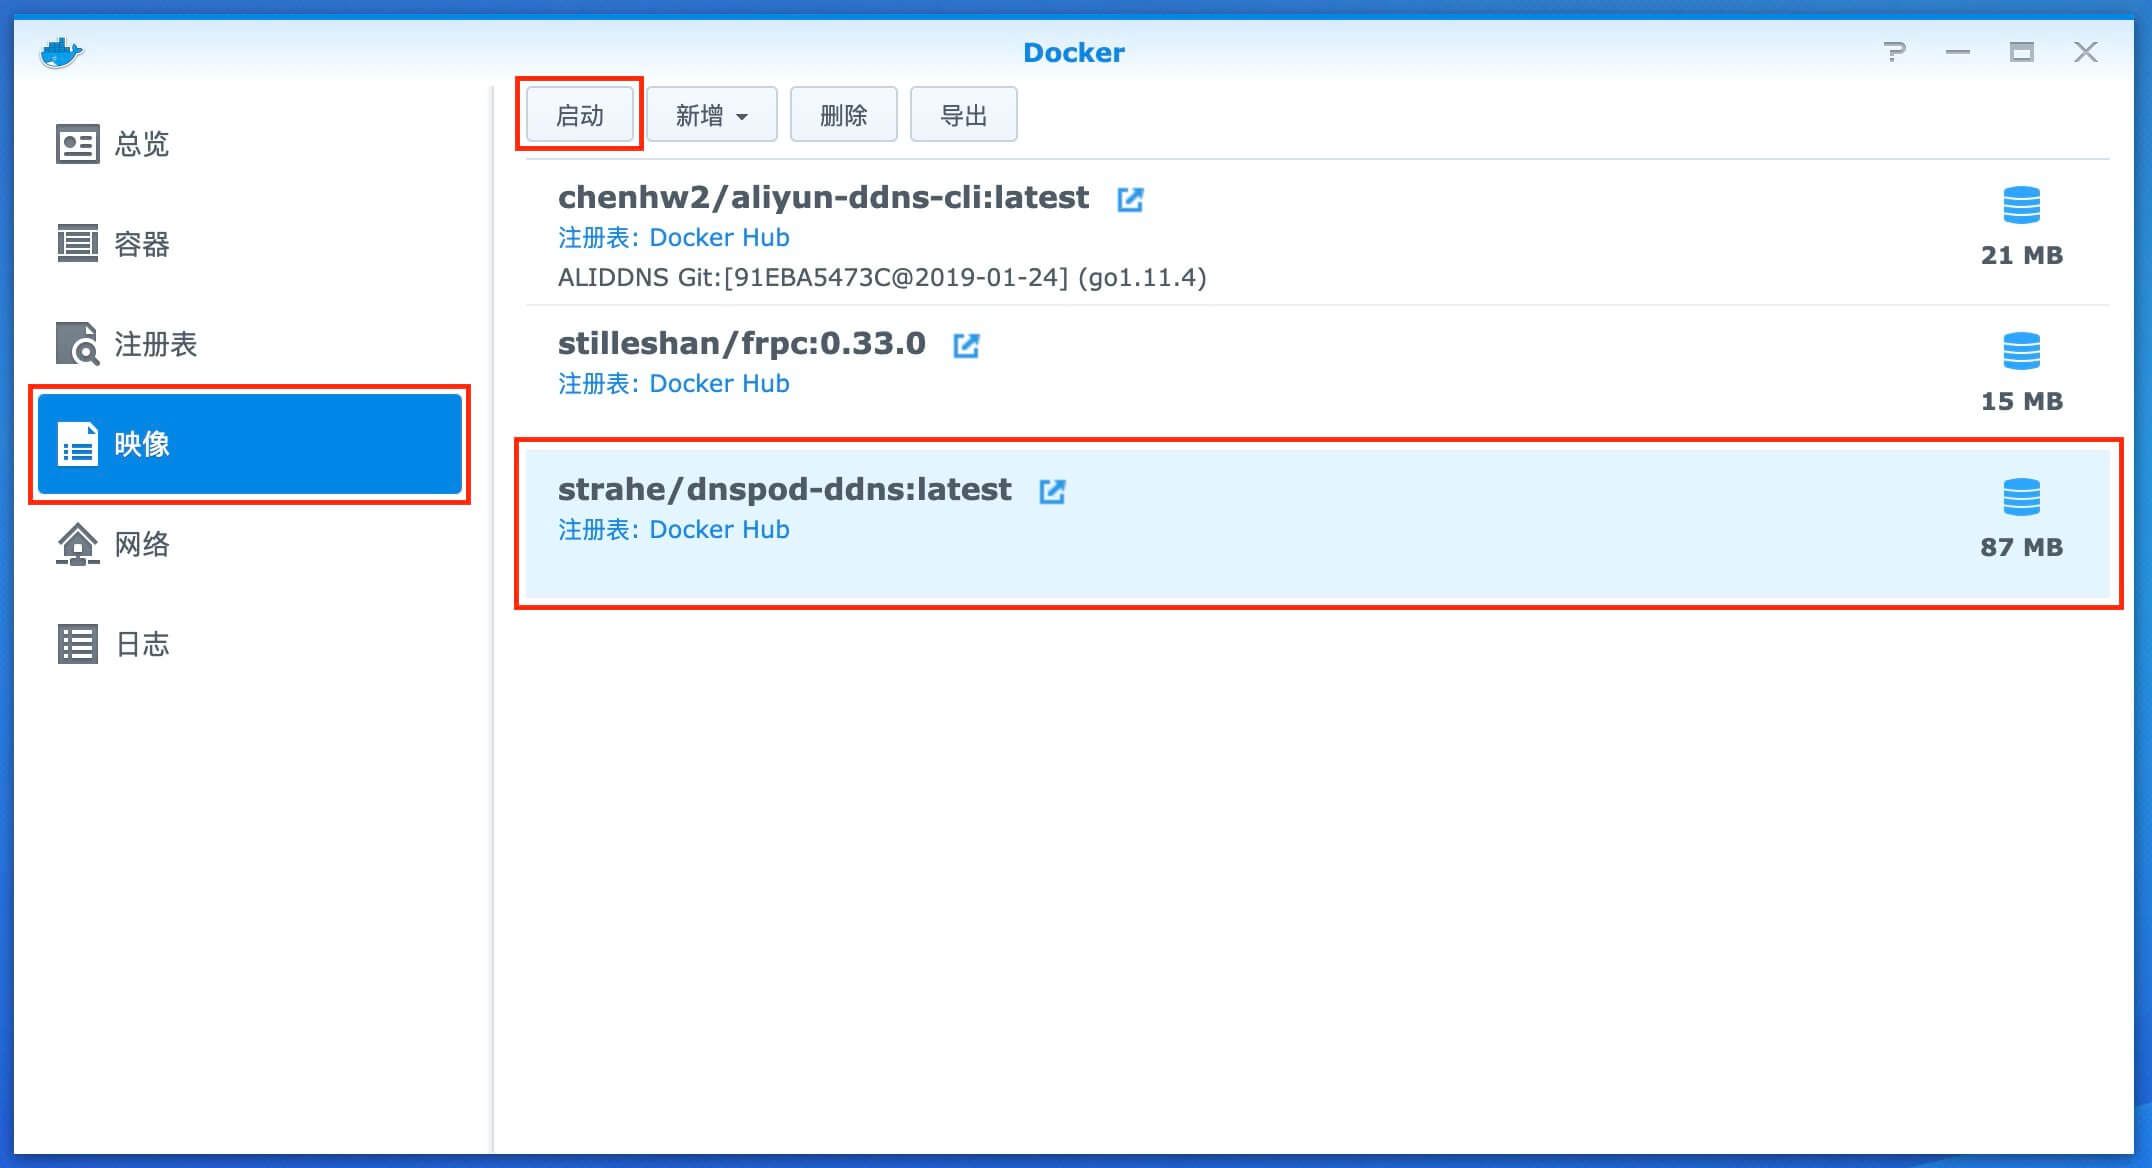 Docker
总览
容器
注册表
映像
网络
日志
启动
新增
删除
导出
chenhw2/aliyun-ddns-cli:latest
注册表: Docker Hub
ALIDDNS Git:[91EBA5473C@2019-01-24] (go1.11.4)
21 MB
stilleshan/frpc:0.33.0
注册表: Docker Hub
15 MB
strahe/dnspod-ddns:latest
注册表: Docker Hub
87 MB